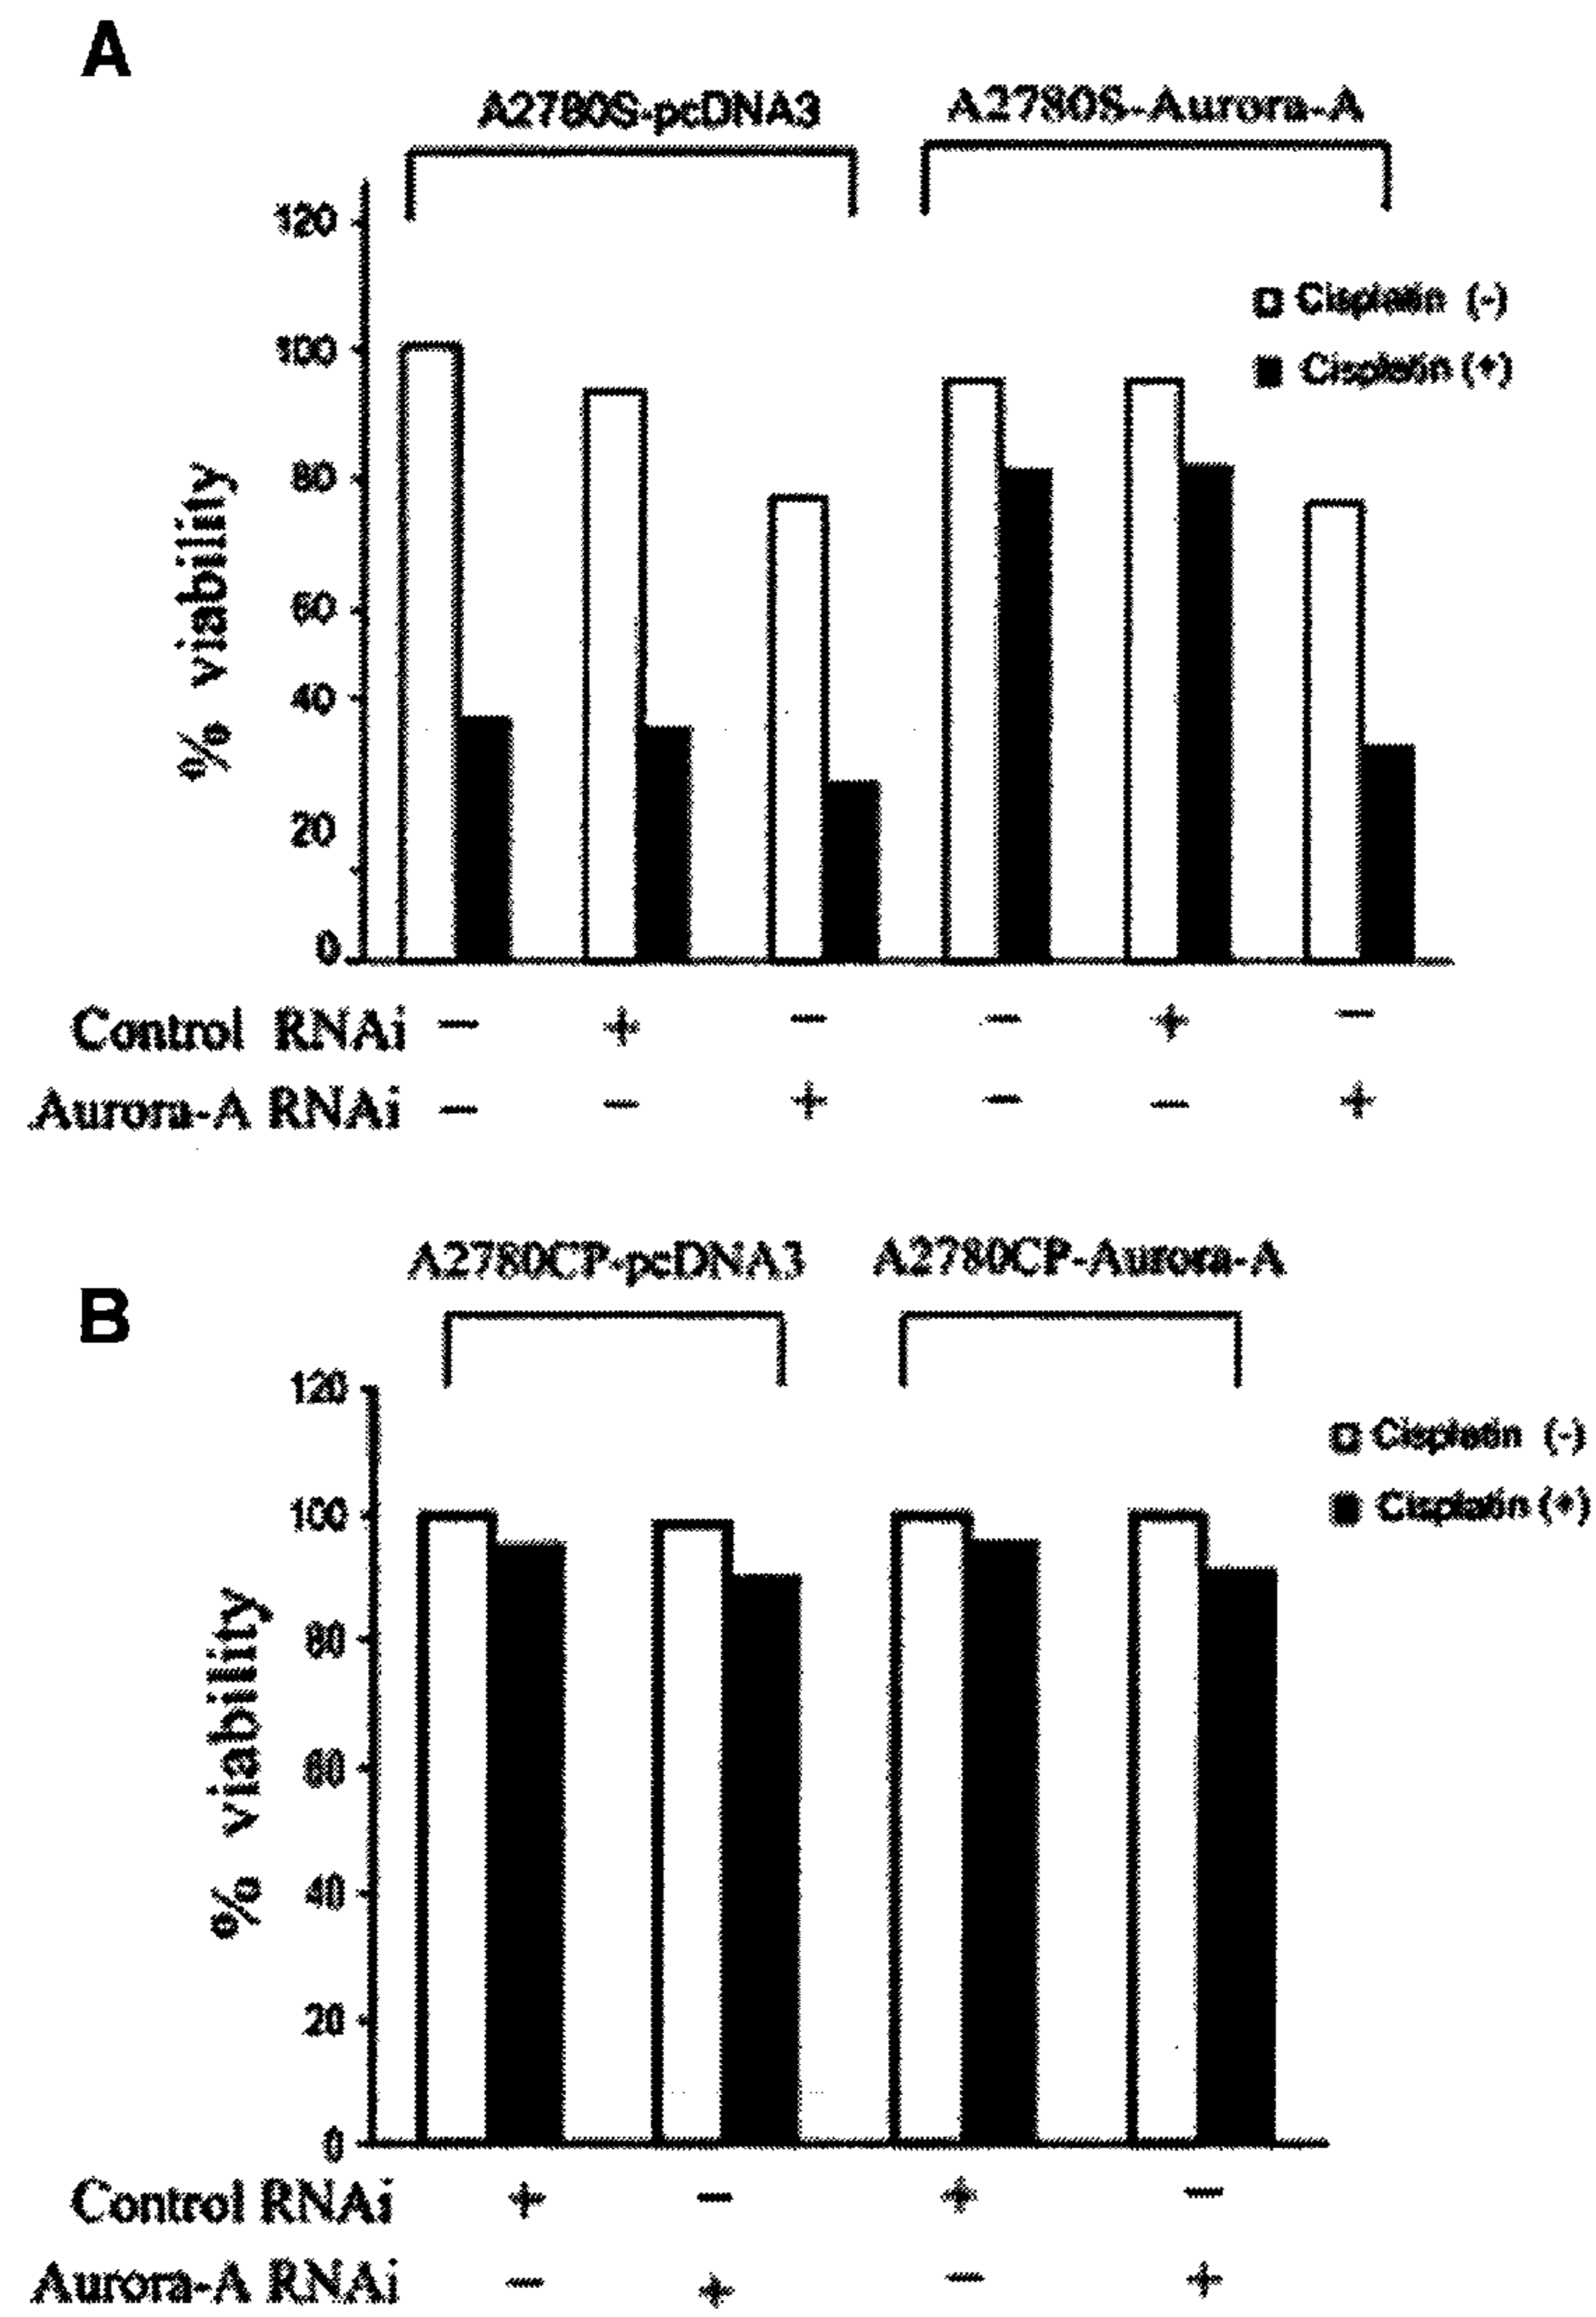 A
A2780S-pcDNA3 A2780S-Aurora-A
120
100
80
60
40
20
0
% viability
Cisplatin (-)
Cisplatin (+)
Control RNAi − + − − + −
Aurora-A RNAi − − + − − +
B
A2780CP-pcDNA3 A2780CP-Aurora-A
120
100
80
60
40
20
0
% viability
Cisplatin (-)
Cisplatin (+)
Control RNAi + − + −
Aurora-A RNAi − + − +